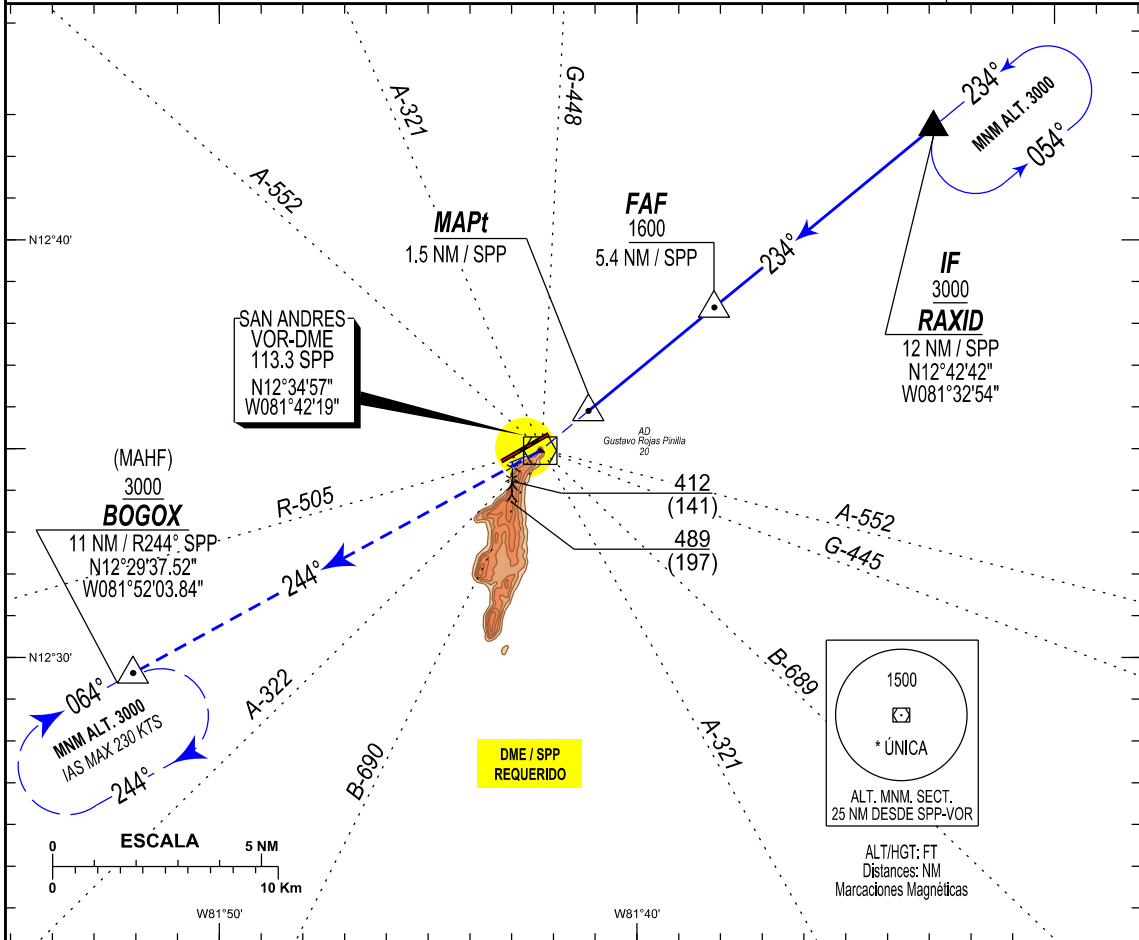 G-448
A-321
A-552
234°
MNM ALT. 3000
054°
MAPt
1.5 NM / SPP
FAF
1600
5.4 NM / SPP
234°
N12°40'
IF
3000
RAXID
12 NM / SPP
N12°42'42"
W081°32'54"
SAN ANDRES
VOR-DME
113.3 SPP
N12°34'57"
W081°42'19"
AD
Gustavo Rojas Pinilla
20
(MAHF)
3000
BOGOX
11 NM / R244° SPP
N12°29'37.52"
W081°52'03.84"
R-505
412
(141)
489
(197)
A-552
G-445
244°
N12°30'
064°
MNM ALT. 3000
IAS MAX 230 KTS
244°
A-322
B-690
B-689
A-321
DME / SPP
REQUERIDO
1500
* ÚNICA
ALT. MNM. SECT.
25 NM DESDE SPP-VOR
ALT/HGT: FT
Distances: NM
Marcaciones Magnéticas
ESCALA
0 5 NM
0 10 Km
W81°50'
W81°40'